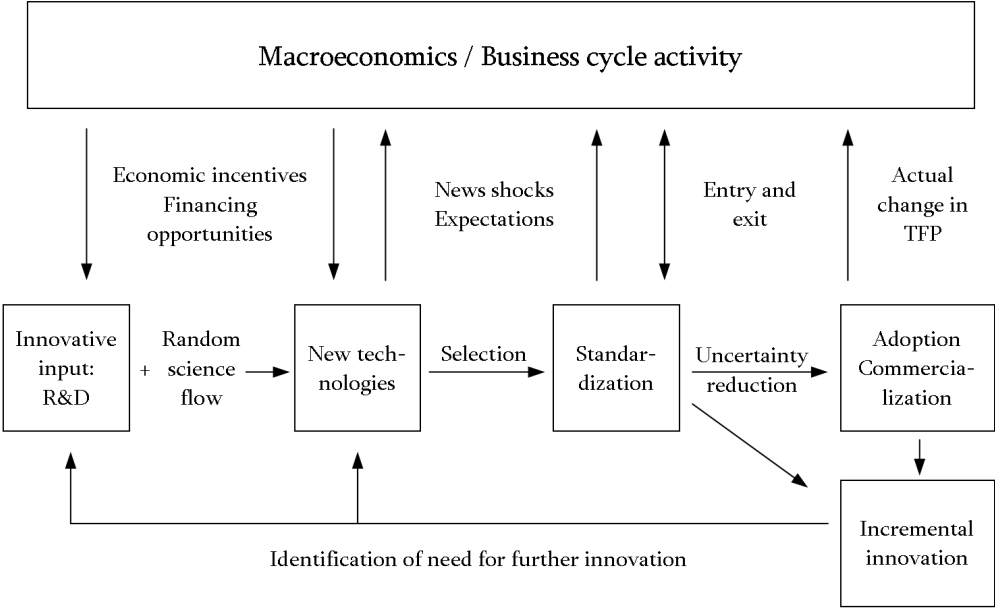 Macroeconomics / Business cycle activity
Economic incentives
Financing
opportunities
News shocks
Expectations
Entry and
exit
Actual
change in
TFP
Innovative
input:
R&D
+
Random
science
flow
New tech-
nologies
Selection
Standar-
dization
Uncertainty
reduction
Adoption
Commercia-
lization
Incremental
innovation
Identification of need for further innovation